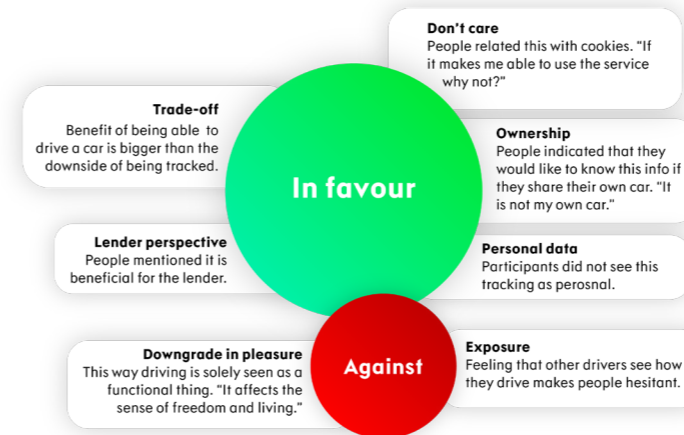 Don't care
People related this with cookies. "If
it makes me able to use the service
why not?"
Trade-off
Benefit of being able to
drive a car is bigger than the
downside of being tracked.
Ownership
People indicated that they
would like to know this info if
they share their own car. "It
is not my own car."
In favour
Lender perspective
People mentioned it is
beneficial for the lender.
Personal data
Participants did not see this
tracking as perosnal.
Downgrade in pleasure
This way driving is solely seen as a
functional thing. "It affects the
sense of freedom and living."
Against
Exposure
Feeling that other drivers see how
they drive makes people hesitant.